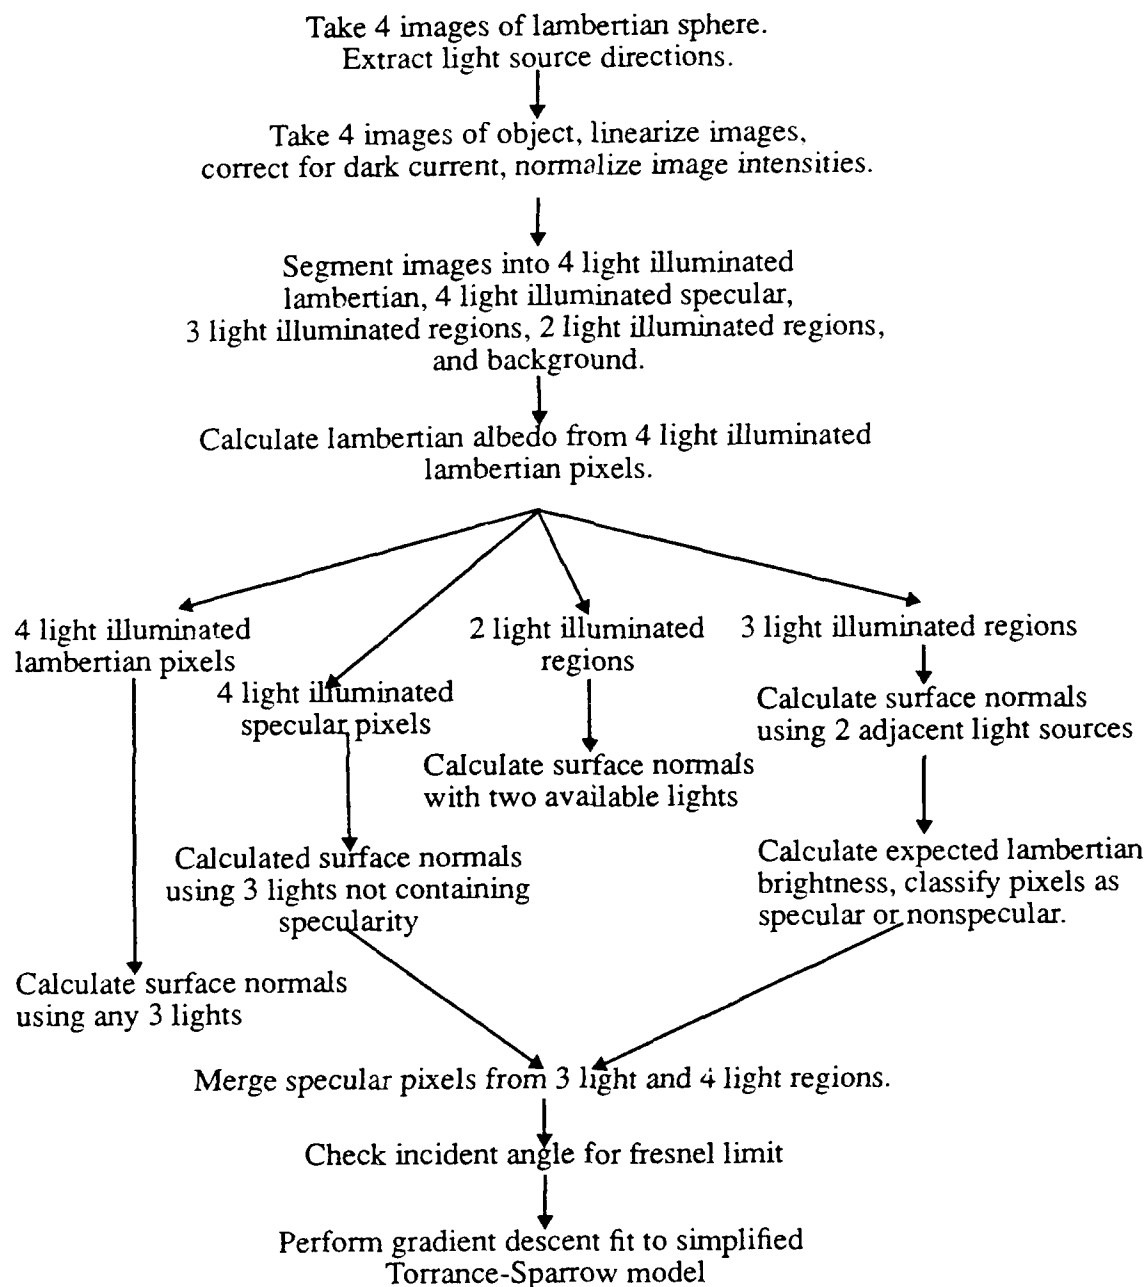 Take 4 images of lambertian sphere.
Extract light source directions.
Take 4 images of object, linearize images,
correct for dark current, normalize image intensities.
Segment images into 4 light illuminated
lambertian, 4 light illuminated specular,
3 light illuminated regions, 2 light illuminated regions,
and background.
Calculate lambertian albedo from 4 light illuminated
lambertian pixels.
4 light illuminated
lambertian pixels
4 light illuminated
specular pixels
2 light illuminated
regions
3 light illuminated regions
Calculate surface normals
using 2 adjacent light sources
Calculate surface normals
with two available lights
Calculated surface normals
using 3 lights not containing
specularity
Calculate expected lambertian
brightness, classify pixels as
specular or nonspecular.
Calculate surface normals
using any 3 lights
Merge specular pixels from 3 light and 4 light regions.
Check incident angle for fresnel limit
Perform gradient descent fit to simplified
Torrance-Sparrow model